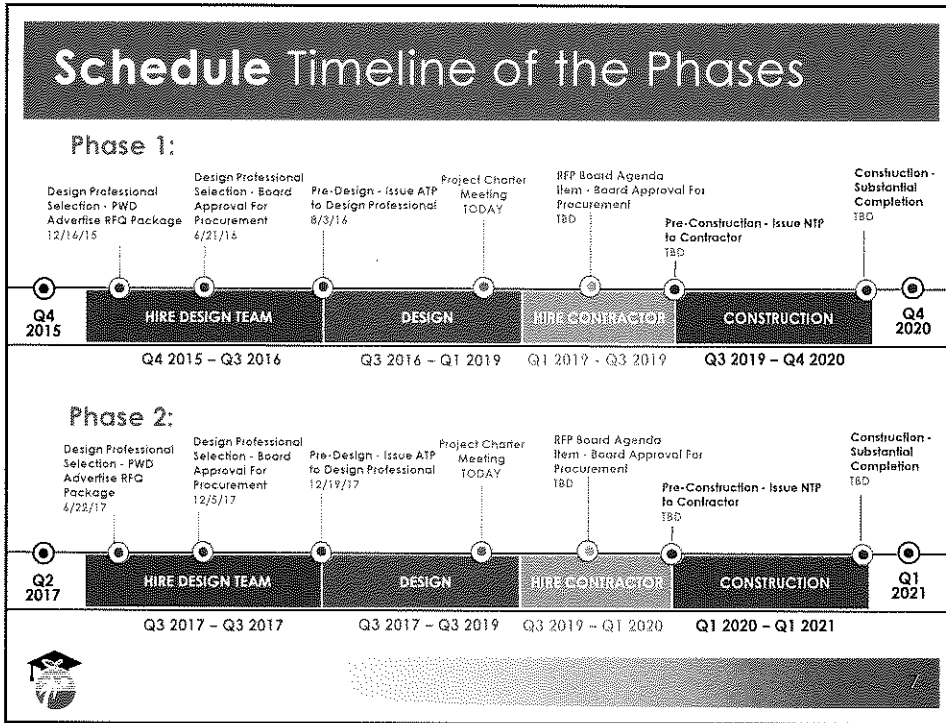 Schedule Timeline of the Phases
Phase 1:
Design Professional
Selection - PWD
Advertise RFQ Package
12/16/15
Design Professional
Selection - Board
Approval For
Procurement
6/21/16
Pre-Design - Issue ATP
to Design Professional
8/3/16
Project Charter
Meeting
TODAY
RFP Board Agenda
Item - Board Approval For
Procurement
TBD
Pre-Construction - Issue NTP
to Contractor
TBD
Construction -
Substantial
Completion
TBD
Q4
2015
HIRE DESIGN TEAM
DESIGN
HIRE CONTRACTOR
CONSTRUCTION
Q4
2020
Q4 2015 – Q3 2016
Q3 2016 – Q1 2019
Q1 2019 - Q3 2019
Q3 2019 – Q4 2020
Phase 2:
Design Professional
Selection - PWD
Advertise RFQ
Package
6/22/17
Design Professional
Selection - Board
Approval For
Procurement
12/5/17
Pre-Design - Issue ATP
to Design Professional
12/19/17
Project Charter
Meeting
TODAY
RFP Board Agenda
Item - Board Approval For
Procurement
TBD
Pre-Construction - Issue NTP
to Contractor
TBD
Construction -
Substantial
Completion
TBD
Q2
2017
HIRE DESIGN TEAM
DESIGN
HIRE CONTRACTOR
CONSTRUCTION
Q1
2021
Q3 2017 – Q3 2017
Q3 2017 – Q3 2019
Q3 2019 – Q1 2020
Q1 2020 – Q1 2021
7